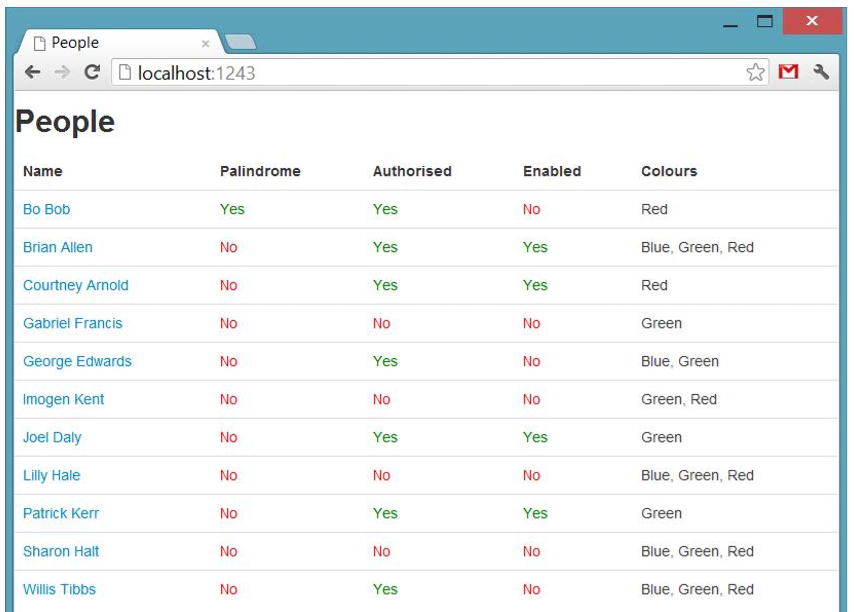 People
localhost:1243
People
Name Palindrome Authorised Enabled Colours
Bo Bob Yes Yes No Red
Brian Allen No Yes Yes Blue, Green, Red
Courtney Arnold No Yes Yes Red
Gabriel Francis No No No Green
George Edwards No Yes No Blue, Green
Imogen Kent No No No Green, Red
Joel Daly No Yes Yes Green
Lilly Hale No No No Blue, Green, Red
Patrick Kerr No Yes Yes Green
Sharon Halt No No No Blue, Green, Red
Willis Tibbs No Yes No Blue, Green, Red